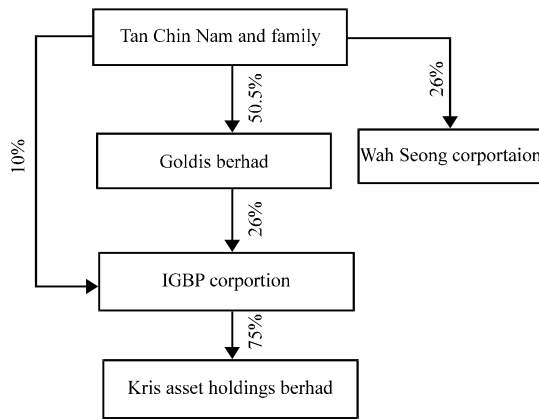 Tan Chin Nam and family
50.5%
26%
10%
Goldis berhad
Wah Seong corportaion
26%
IGBP corportion
75%
Kris asset holdings berhad